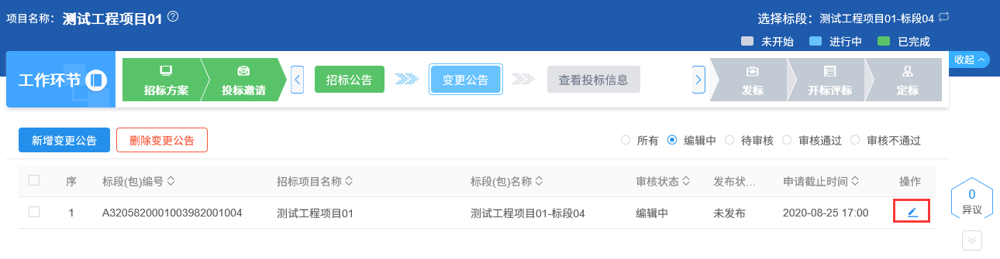 项目名称： 测试工程项目01 ?
选择标段：测试工程项目01-标段04
未开始 进行中 已完成
工作环节 招标方案 投标邀请 招标公告 变更公告 查看投标信息 发标 开标评标 定标 收起
新增变更公告 删除变更公告 所有 编辑中 待审核 审核通过 审核不通过
序 标段(包)编号 招标项目名称 标段(包)名称 审核状态 发布状... 申请截止时间 操作
1 A3205820001003982001004 测试工程项目01 测试工程项目01-标段04 编辑中 未发布 2020-08-25 17:00
0
异议